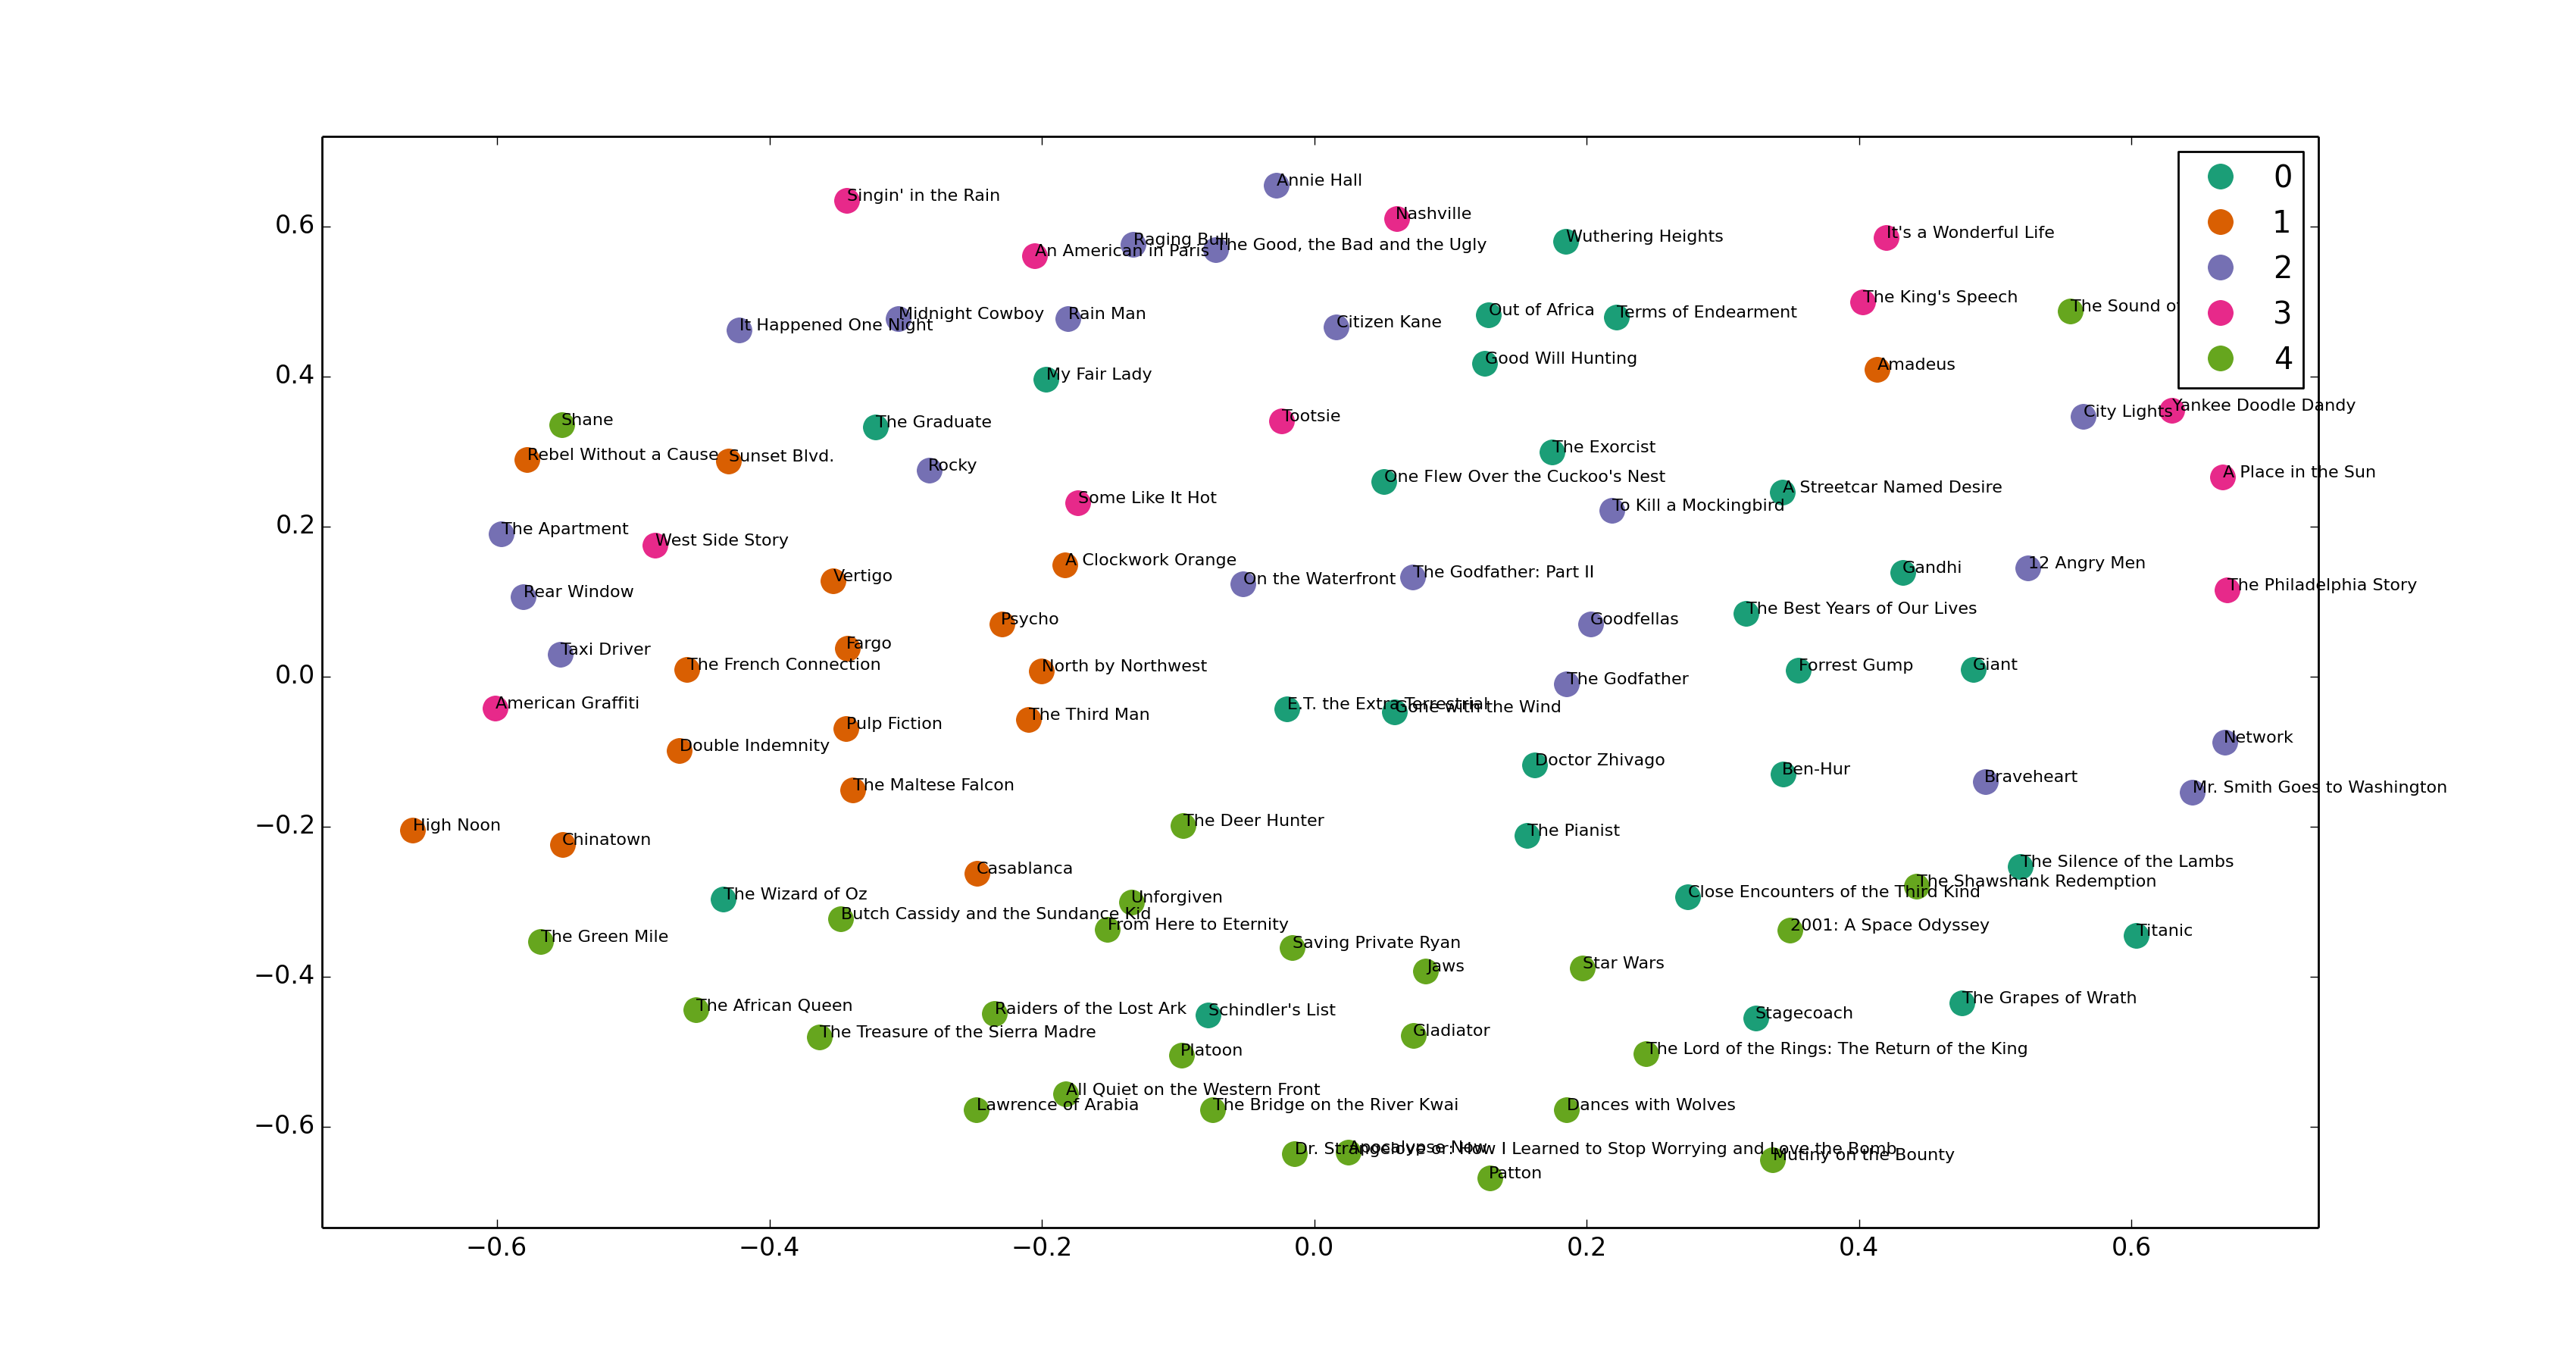 Annie Hall
Singin' in the Rain
Nashville
Wuthering Heights
It's a Wonderful Life
Raging Bull
An American in Paris
The Good, the Bad and the Ugly
The King's Speech
The Sound of
Midnight Cowboy
Rain Man
It Happened One Night
Citizen Kane
Out of Africa
Terms of Endearment
Good Will Hunting
Amadeus
My Fair Lady
City Lights
Yankee Doodle Dandy
Shane
The Graduate
Tootsie
Rebel Without a Cause
Sunset Blvd.
Rocky
The Exorcist
One Flew Over the Cuckoo's Nest
A Place in the Sun
Some Like It Hot
A Streetcar Named Desire
To Kill a Mockingbird
The Apartment
West Side Story
A Clockwork Orange
Vertigo
On the Waterfront
The Godfather: Part II
Gandhi
12 Angry Men
The Philadelphia Story
Rear Window
The Best Years of Our Lives
Psycho
Goodfellas
Taxi Driver
Fargo
The French Connection
North by Northwest
Forrest Gump
Giant
The Godfather
American Graffiti
E.T. the Extra-Terrestrial
Gone with the Wind
The Third Man
Pulp Fiction
Double Indemnity
Network
Doctor Zhivago
Ben-Hur
Braveheart
The Maltese Falcon
Mr. Smith Goes to Washington
High Noon
The Deer Hunter
The Pianist
Chinatown
The Silence of the Lambs
Casablanca
The Shawshank Redemption
The Wizard of Oz
Unforgiven
Close Encounters of the Third Kind
Butch Cassidy and the Sundance Kid
From Here to Eternity
2001: A Space Odyssey
Titanic
The Green Mile
Saving Private Ryan
Jaws
Star Wars
The African Queen
Raiders of the Lost Ark
Schindler's List
The Grapes of Wrath
Stagecoach
The Treasure of the Sierra Madre
Gladiator
Platoon
The Lord of the Rings: The Return of the King
All Quiet on the Western Front
Lawrence of Arabia
The Bridge on the River Kwai
Dances with Wolves
Dr. Strangelove or: How I Learned to Stop Worrying and Love the Bomb
Apocalypse Now
Mutiny on the Bounty
Patton
0
1
2
3
4
0.6
0.4
0.2
0.0
−0.2
−0.4
−0.6
−0.6
−0.4
−0.2
0.0
0.2
0.4
0.6